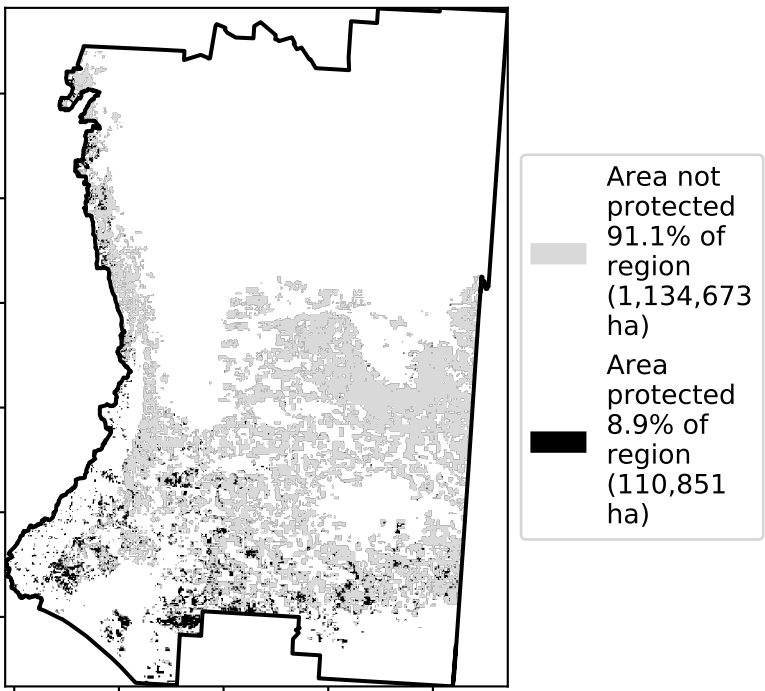 Area not
protected
91.1% of
region
(1,134,673
ha)
Area
protected
8.9% of
region
(110,851
ha)